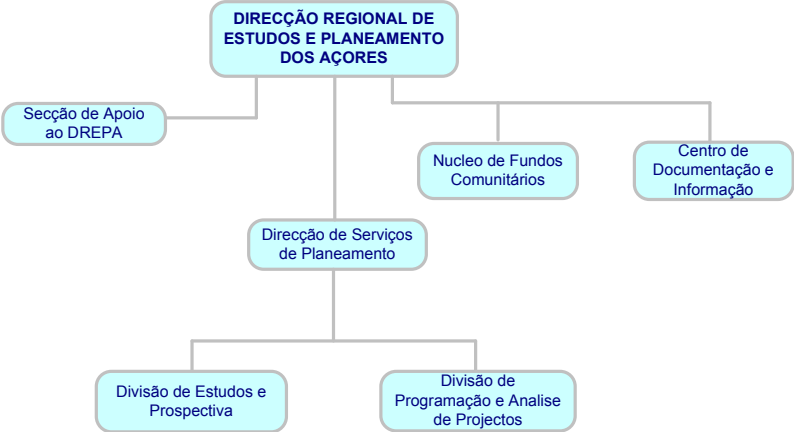 DIRECÇÃO REGIONAL DE
ESTUDOS E PLANEAMENTO
DOS AÇORES
Secção de Apoio
ao DREPA
Nucleo de Fundos
Comunitários
Centro de
Documentação e
Informação
Direcção de Serviços
de Planeamento
Divisão de Estudos e
Prospectiva
Divisão de
Programação e Analise
de Projectos